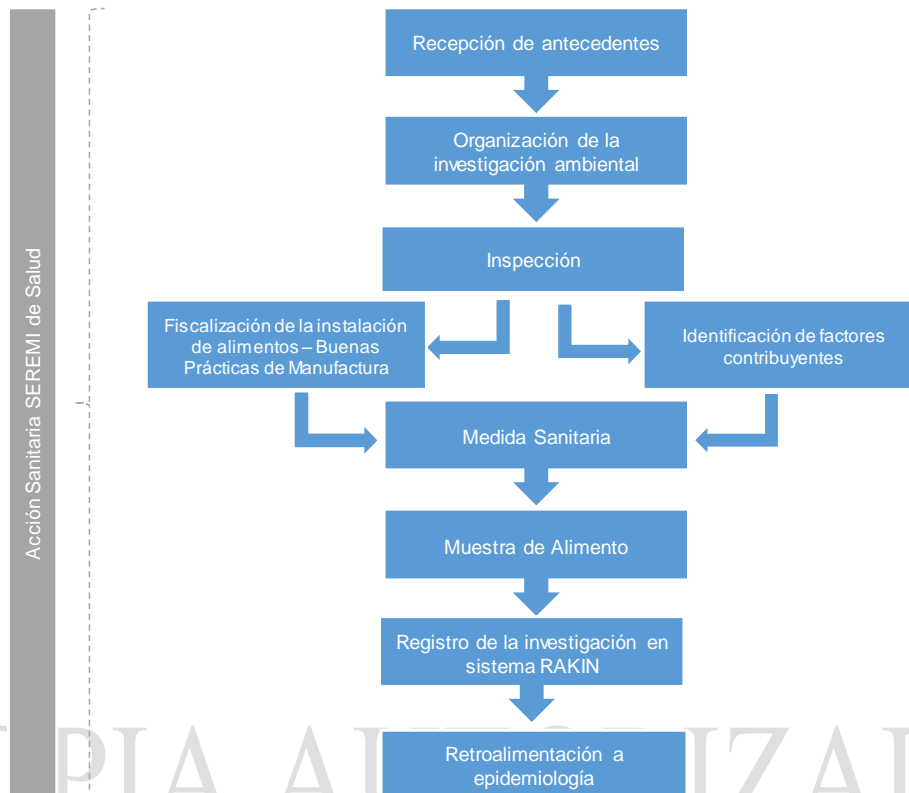 Acción Sanitaria SEREMI de Salud
Recepción de antecedentes
Organización de la
investigación ambiental
Inspección
Fiscalización de la instalación
de alimentos – Buenas
Prácticas de Manufactura
Identificación de factores
contribuyentes
Medida Sanitaria
Muestra de Alimento
Registro de la investigación en
sistema RAKIN
Retroalimentación a
epidemiología